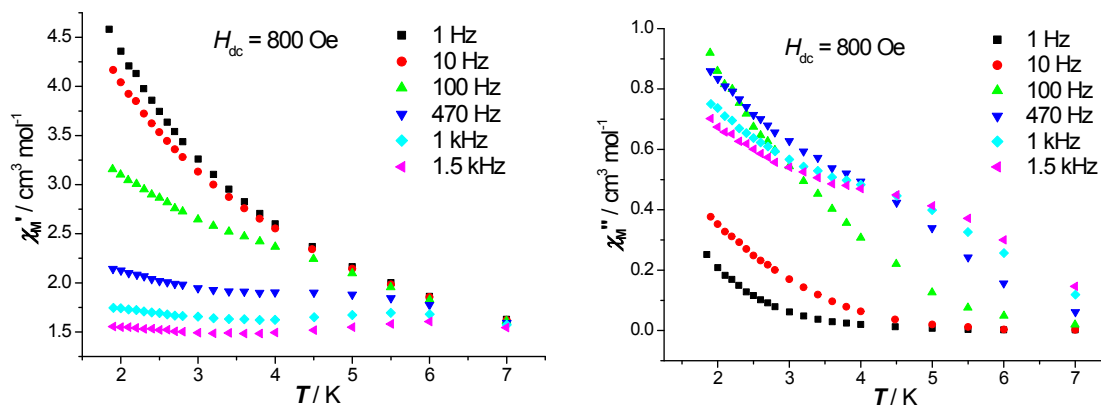 H_dc = 800 Oe
1 Hz
10 Hz
100 Hz
470 Hz
1 kHz
1.5 kHz
χ_M' / cm³ mol⁻¹
4.5
4.0
3.5
3.0
2.5
2.0
1.5
2 3 4 5 6 7
T / K
H_dc = 800 Oe
1 Hz
10 Hz
100 Hz
470 Hz
1 kHz
1.5 kHz
χ_M'' / cm³ mol⁻¹
1.0
0.8
0.6
0.4
0.2
0.0
2 3 4 5 6 7
T / K